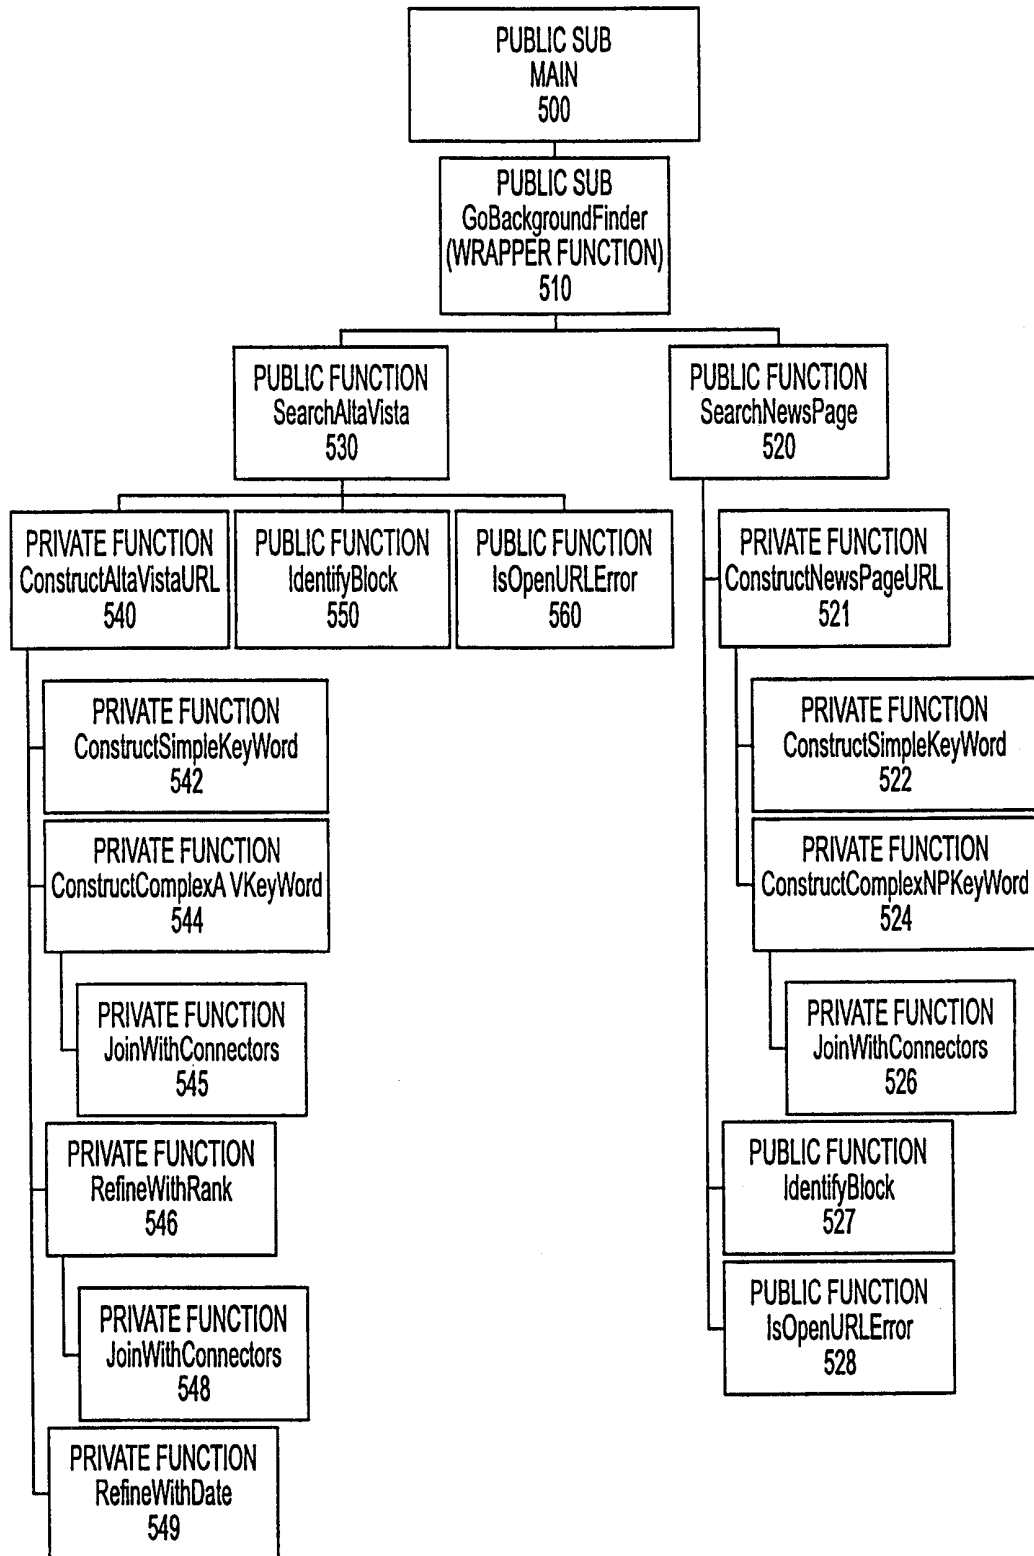 PUBLIC SUB
MAIN
500
PUBLIC SUB
GoBackgroundFinder
(WRAPPER FUNCTION)
510
PUBLIC FUNCTION
SearchAltaVista
530
PUBLIC FUNCTION
SearchNewsPage
520
PRIVATE FUNCTION
ConstructAltaVistaURL
540
PUBLIC FUNCTION
IdentifyBlock
550
PUBLIC FUNCTION
IsOpenURLError
560
PRIVATE FUNCTION
ConstructNewsPageURL
521
PRIVATE FUNCTION
ConstructSimpleKeyWord
542
PRIVATE FUNCTION
ConstructSimpleKeyWord
522
PRIVATE FUNCTION
ConstructComplexA VKeyWord
544
PRIVATE FUNCTION
ConstructComplexNPKeyWord
524
PRIVATE FUNCTION
JoinWithConnectors
545
PRIVATE FUNCTION
JoinWithConnectors
526
PRIVATE FUNCTION
RefineWithRank
546
PUBLIC FUNCTION
IdentifyBlock
527
PRIVATE FUNCTION
JoinWithConnectors
548
PUBLIC FUNCTION
IsOpenURLError
528
PRIVATE FUNCTION
RefineWithDate
549